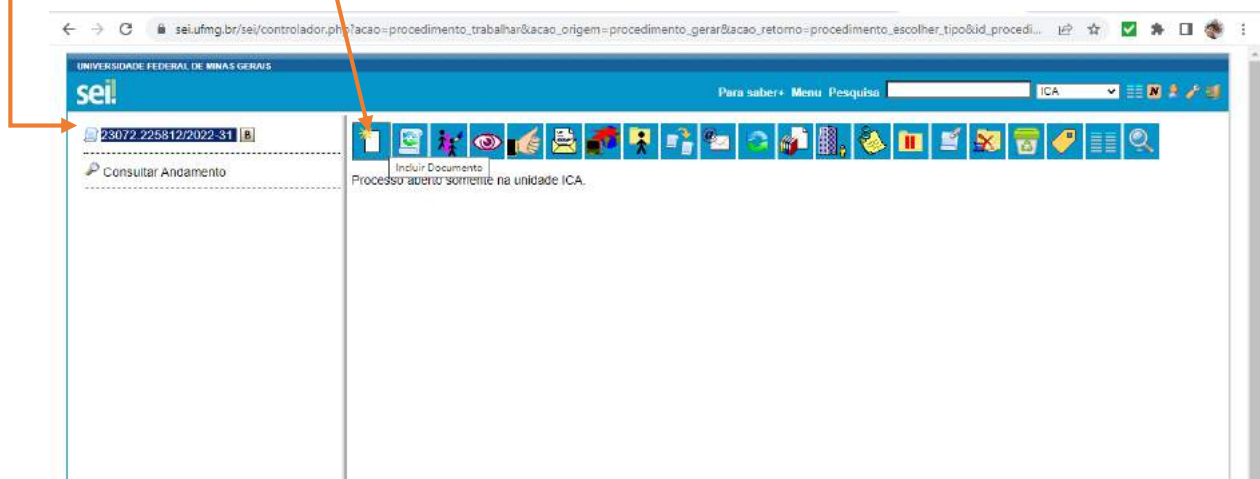 sei.ufmg.br/sei/controlador.php?acao=procedimento_trabalhar&acao_origem=procedimento_gerar&acao_retorno=procedimento_escolher_tipo&id_procedi...
UNIVERSIDADE FEDERAL DE MINAS GERAIS
sei!
Para saber+ Menu Pesquisa
ICA
N
23072.225812/2022-31 B
Consultar Andamento
Incluir Documento
Processo aberto somente na unidade ICA.